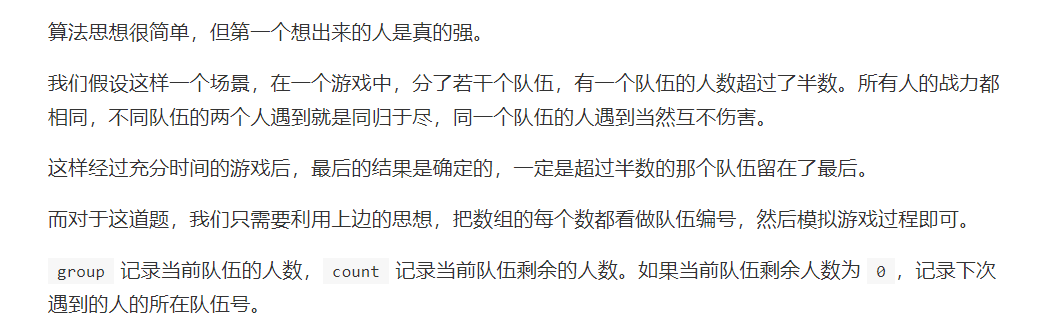 算法思想很简单，但第一个想出来的人是真的强。
我们假设这样一个场景，在一个游戏中，分了若干个队伍，有一个队伍的人数超过了半数。所有人的战力都
相同，不同队伍的两个人遇到就是同归于尽，同一个队伍的人遇到当然互不伤害。
这样经过充分时间的游戏后，最后的结果是确定的，一定是超过半数的那个队伍留在了最后。
而对于这道题，我们只需要利用上边的思想，把数组的每个数都看做队伍编号，然后模拟游戏过程即可。
group 记录当前队伍的人数， count 记录当前队伍剩余的人数。如果当前队伍剩余人数为 0 ，记录下次
遇到的人的所在队伍号。